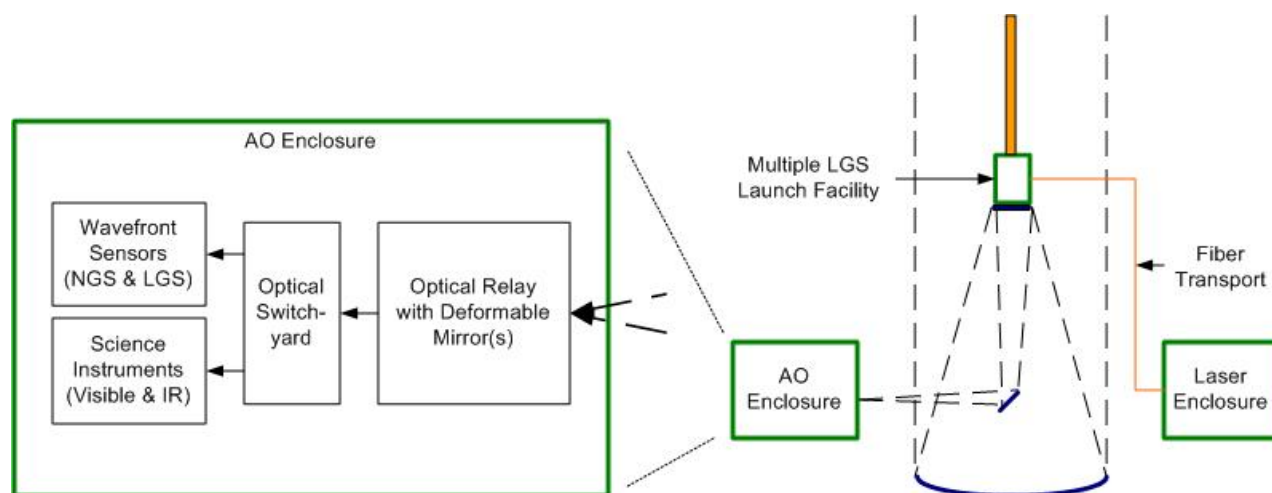 AO Enclosure
Wavefront
Sensors
(NGS & LGS)
Science
Instruments
(Visible & IR)
Optical
Switch-
yard
Optical Relay
with Deformable
Mirror(s)
Multiple LGS
Launch Facility
AO
Enclosure
Fiber
Transport
Laser
Enclosure